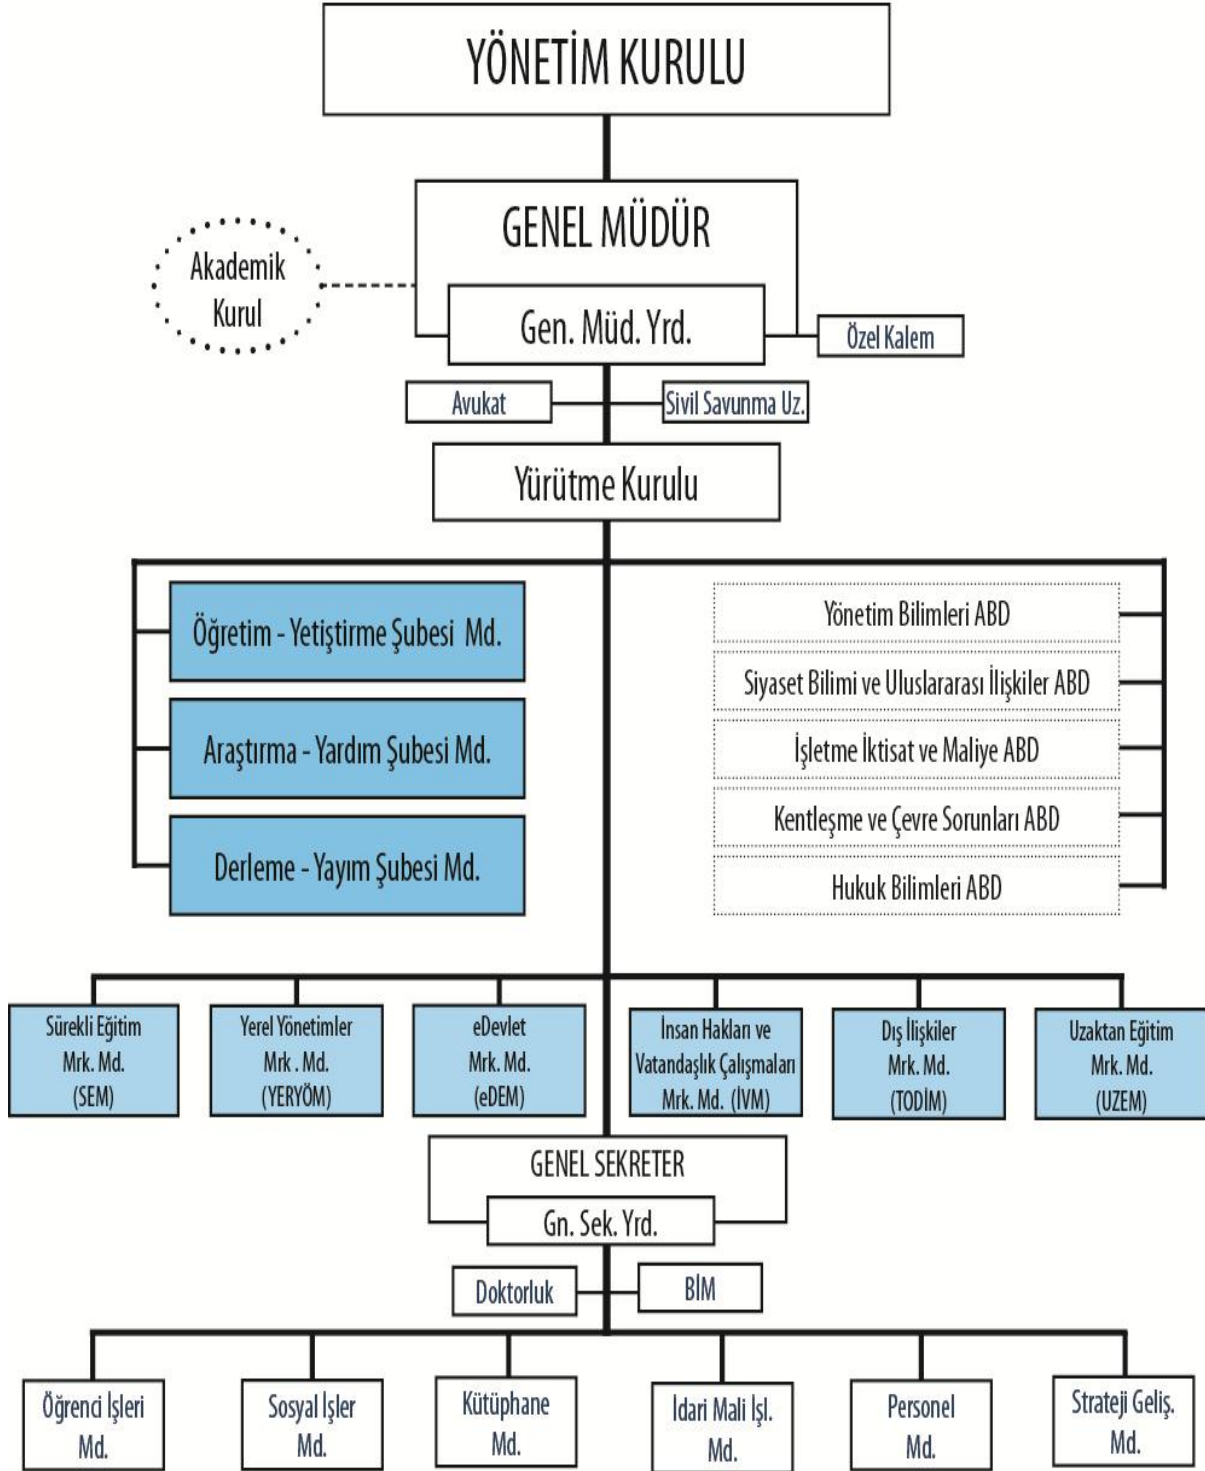 YÖNETİM KURULU
GENEL MÜDÜR
Akademik
Kurul
Gen. Müd. Yrd.
Özel Kalem
Avukat
Sivil Savunma Uz.
Yürütme Kurulu
Öğretim - Yetiştirme Şubesi Md.
Araştırma - Yardım Şubesi Md.
Derleme - Yayım Şubesi Md.
Yönetim Bilimleri ABD
Siyaset Bilimi ve Uluslararası İlişkiler ABD
İşletme İktisat ve Maliye ABD
Kentleşme ve Çevre Sorunları ABD
Hukuk Bilimleri ABD
Sürekli Eğitim
Mrk. Md.
(SEM)
Yerel Yönetimler
Mrk . Md.
(YERYÖM)
eDevlet
Mrk. Md.
(eDEM)
İnsan Hakları ve
Vatandaşlık Çalışmaları
Mrk. Md. (İVM)
Dış İlişkiler
Mrk. Md.
(TODİM)
Uzaktan Eğitim
Mrk. Md.
(UZEM)
GENEL SEKRETER
Gn. Sek. Yrd.
Doktorluk
BİM
Öğrenci İşleri
Md.
Sosyal İşler
Md.
Kütüphane
Md.
İdari Mali İşl.
Md.
Personel
Md.
Strateji Geliş.
Md.